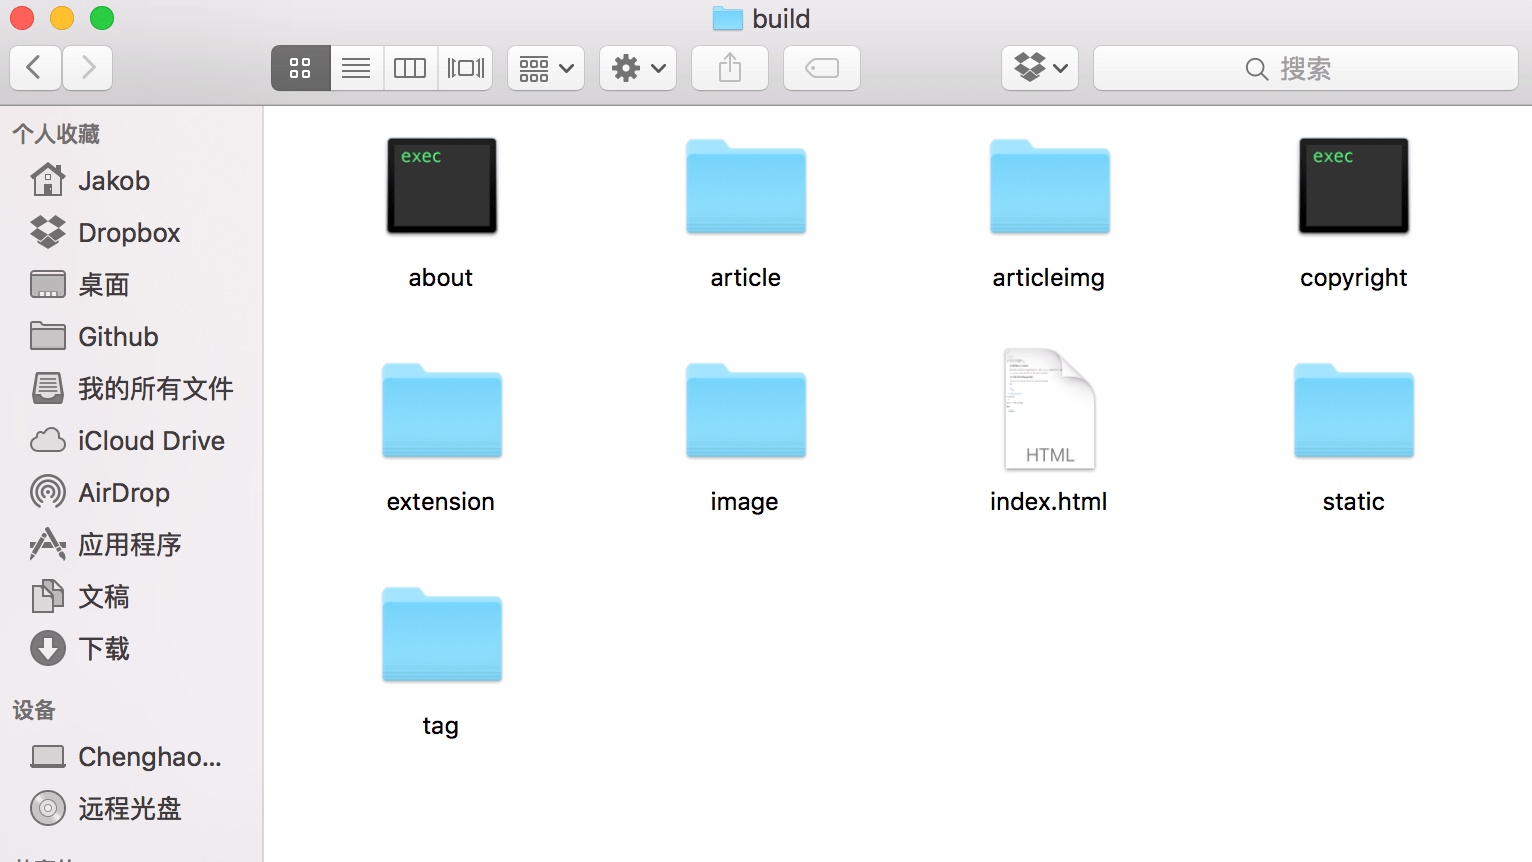 build
搜索
个人收藏
Jakob
Dropbox
桌面
Github
我的所有文件
iCloud Drive
AirDrop
应用程序
文稿
下载
设备
Chenghao...
远程光盘
exec
exec
about
article
articleimg
copyright
HTML
extension
image
index.html
static
tag